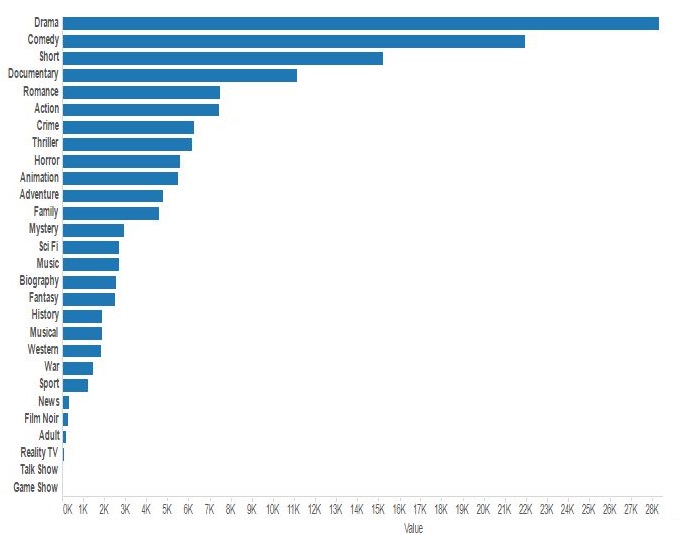 Drama
Comedy
Short
Documentary
Romance
Action
Crime
Thriller
Horror
Animation
Adventure
Family
Mystery
Sci Fi
Music
Biography
Fantasy
History
Musical
Western
War
Sport
News
Film Noir
Adult
Reality TV
Talk Show
Game Show
0K 1K 2K 3K 4K 5K 6K 7K 8K 9K 10K 11K 12K 13K 14K 15K 16K 17K 18K 19K 20K 21K 22K 23K 24K 25K 26K 27K 28K
Value